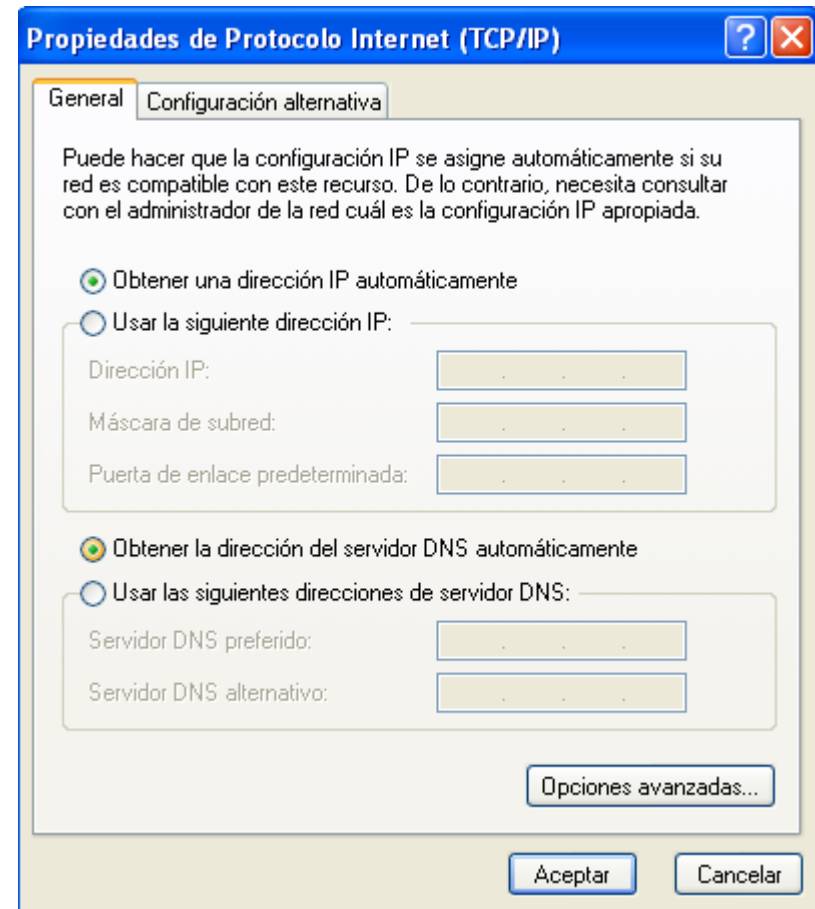 Propiedades de Protocolo Internet (TCP/IP)
General
Configuración alternativa
Puede hacer que la configuración IP se asigne automáticamente si su
red es compatible con este recurso. De lo contrario, necesita consultar
con el administrador de la red cuál es la configuración IP apropiada.
Obtener una dirección IP automáticamente
Usar la siguiente dirección IP:
Dirección IP:
Máscara de subred:
Puerta de enlace predeterminada:
Obtener la dirección del servidor DNS automáticamente
Usar las siguientes direcciones de servidor DNS:
Servidor DNS preferido:
Servidor DNS alternativo:
Opciones avanzadas...
Aceptar
Cancelar